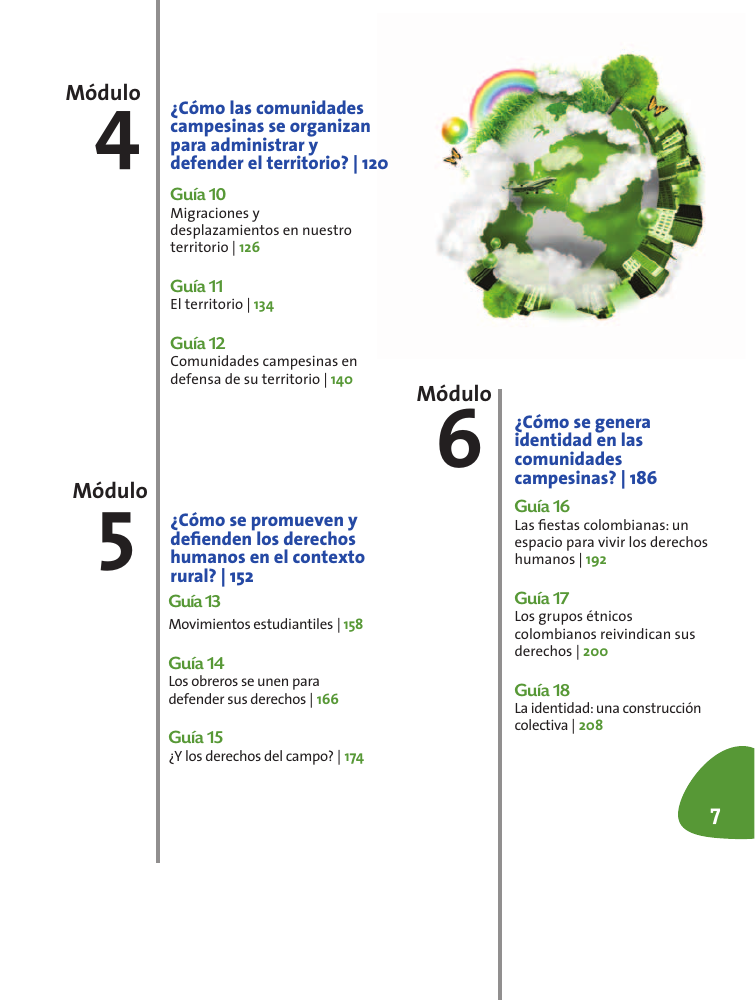 Módulo
4
¿Cómo las comunidades
campesinas se organizan
para administrar y
defender el territorio? | 120
Guía 10
Migraciones y
desplazamientos en nuestro
territorio | 126
Guía 11
El territorio | 134
Guía 12
Comunidades campesinas en
defensa de su territorio | 140
Módulo
5
¿Cómo se promueven y
defienden los derechos
humanos en el contexto
rural? | 152
Guía 13
Movimientos estudiantiles | 158
Guía 14
Los obreros se unen para
defender sus derechos | 166
Guía 15
¿Y los derechos del campo? | 174
Módulo
6
¿Cómo se genera
identidad en las
comunidades
campesinas? | 186
Guía 16
Las fiestas colombianas: un
espacio para vivir los derechos
humanos | 192
Guía 17
Los grupos étnicos
colombianos reivindican sus
derechos | 200
Guía 18
La identidad: una construcción
colectiva | 208
7